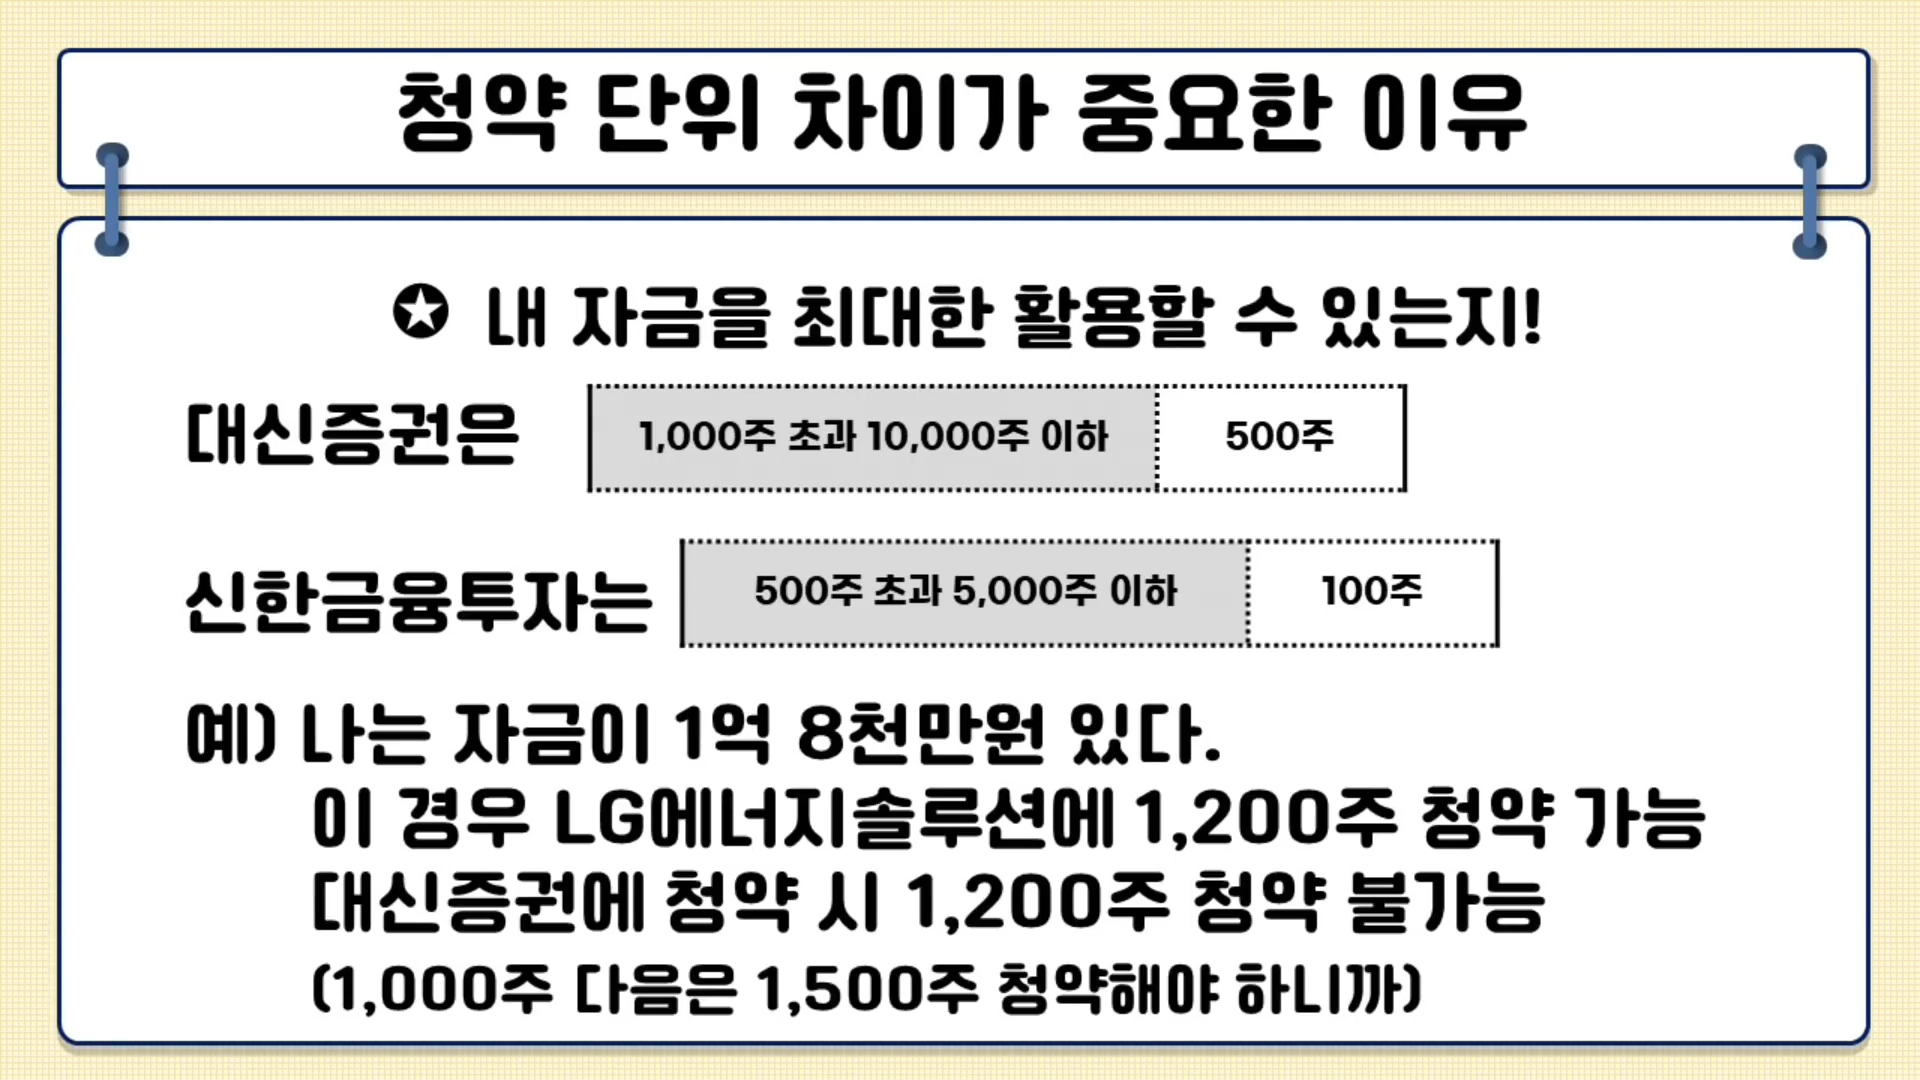 청약 단위 차이가 중요한 이유
✪ 내 자금을 최대한 활용할 수 있는지!
대신증권은 1,000주 초과 10,000주 이하 500주
신한금융투자는 500주 초과 5,000주 이하 100주
예) 나는 자금이 1억 8천만원 있다.
이 경우 LG에너지솔루션에 1,200주 청약 가능
대신증권에 청약 시 1,200주 청약 불가능
(1,000주 다음은 1,500주 청약해야 하니까)